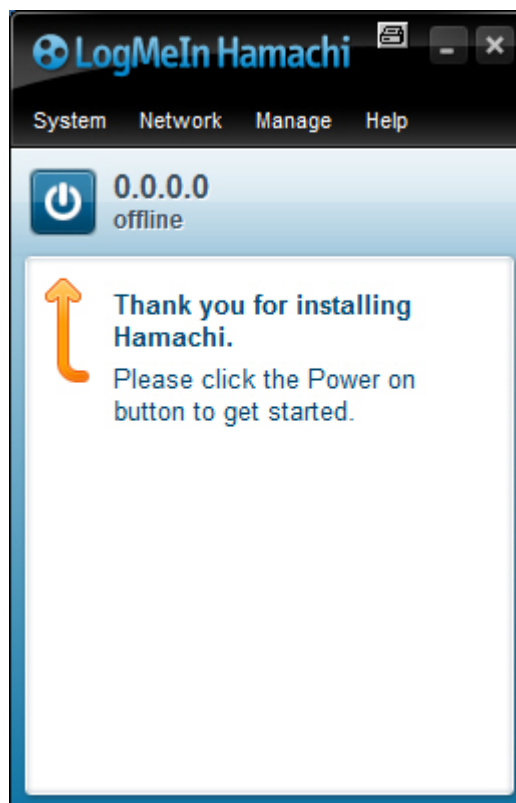 LogMeIn Hamachi
System Network Manage Help
0.0.0.0
offline
Thank you for installing
Hamachi.
Please click the Power on
button to get started.